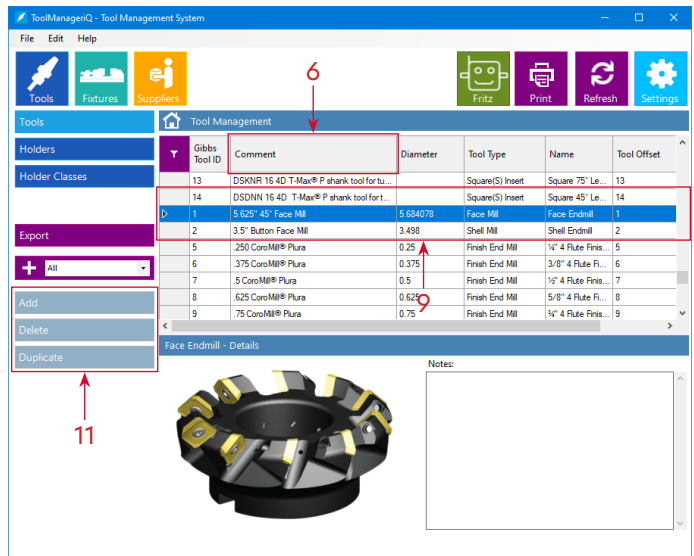 ToolManageriQ - Tool Management System
File Edit Help
Tools Fixtures Suppliers Fritz Print Refresh Settings
6
Tools
Holders
Holder Classes
Export
All
Add
Delete
Duplicate
11
Tool Management
Gibbs Tool ID Comment Diameter Tool Type Name Tool Offset
13 DSKNR 16 4D T-Max® P shank tool for tu... Square(S) Insert Square 75° Le... 13
14 DSDNN 16 4D T-Max® P shank tool for t... Square(S) Insert Square 45° Le... 14
1 5.625" 45° Face Mill 5.684078 Face Mill Face Endmill 1
2 3.5" Button Face Mill 3.498 Shell Mill Shell Endmill 2
5 .250 CoroMill® Plura 0.25 Finish End Mill ¼" 4 Flute Finis... 5
6 .375 CoroMill® Plura 0.375 Finish End Mill 3/8" 4 Flute Fi... 6
7 .5 CoroMill® Plura 0.5 Finish End Mill ½" 4 Flute Finis... 7
8 .625 CoroMill® Plura 0.625 Finish End Mill 5/8" 4 Flute Fi... 8
9 .75 CoroMill® Plura 0.75 Finish End Mill ¾" 4 Flute Finis... 9
9
Face Endmill - Details
Notes: